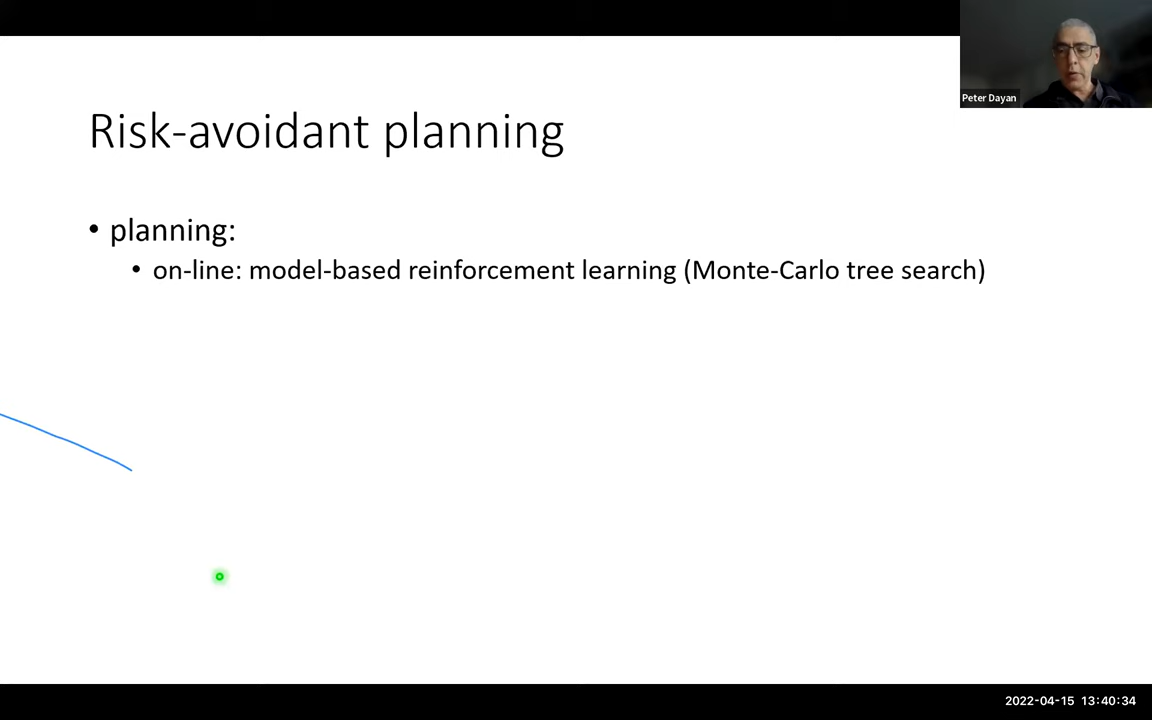 Peter Dayan
Risk-avoidant planning
• planning:
• on-line: model-based reinforcement learning (Monte-Carlo tree search)
2022-04-15 13:40:34